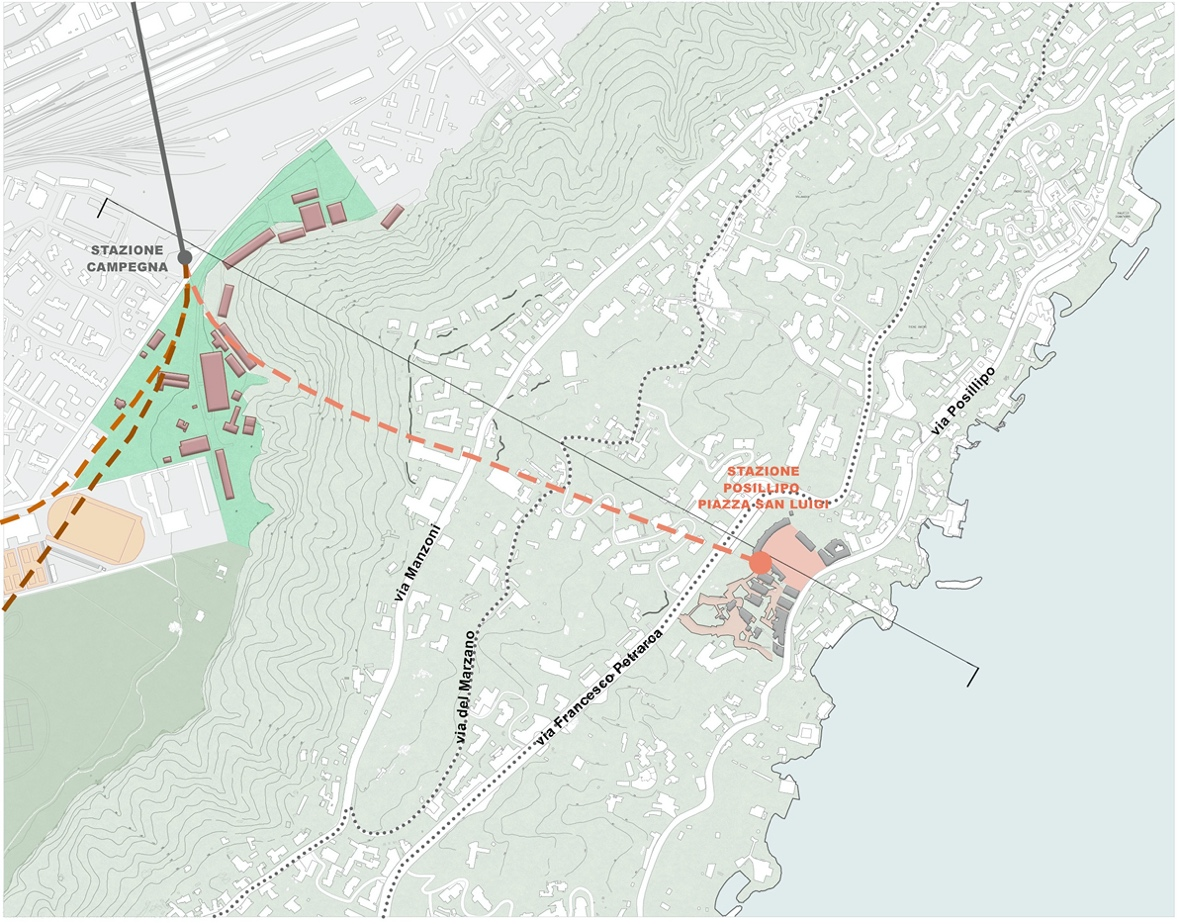 STAZIONE
CAMPEGNA
via Posillipo
STAZIONE
POSILLIPO
PIAZZA SAN LUIGI
via Manzoni
via del Marzano
via Francesco Petrarca